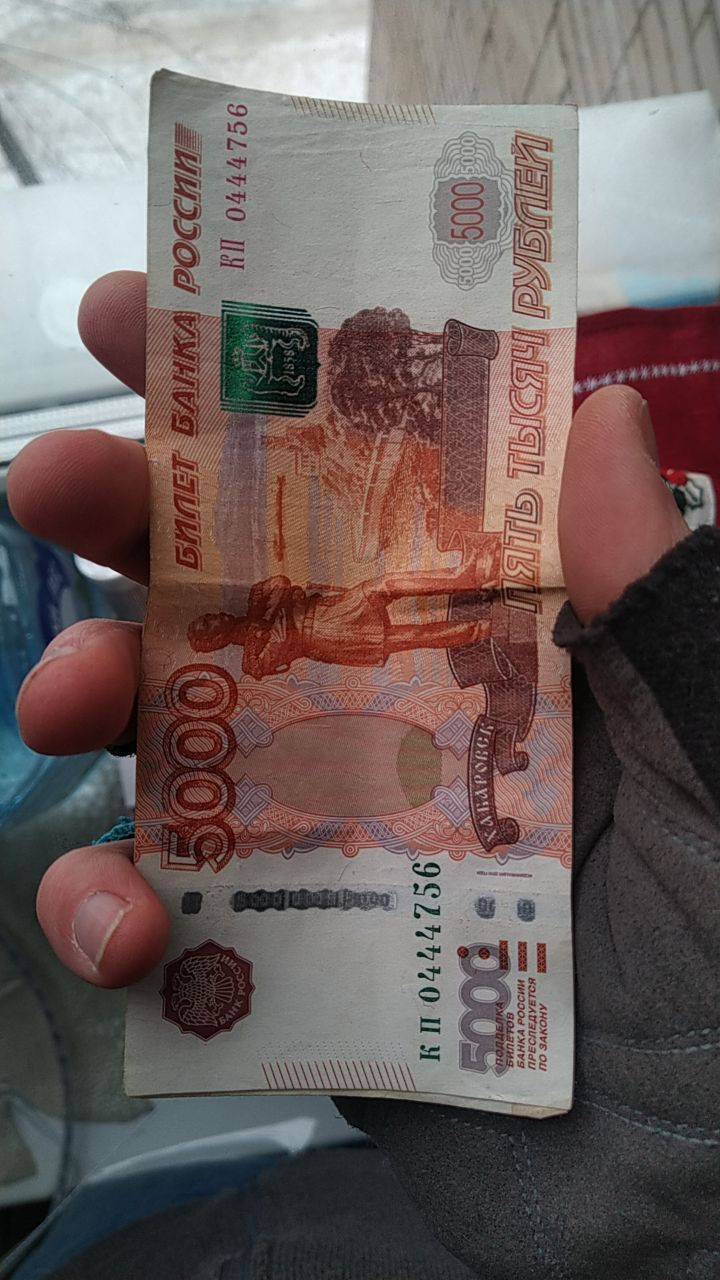 5000
БИЛЕТ БАНКА РОССИИ
БАНК РОССИИ
КП 0444756
1858
КП 0444756
5000
ПОДДЕЛКА
БИЛЕТОВ
БАНКА РОССИИ
ПРЕСЛЕДУЕТСЯ
ПО ЗАКОНУ
ХАБАРОВСК
5000 5000 5000
ПЯТЬ ТЫСЯЧ РУБЛЕЙ